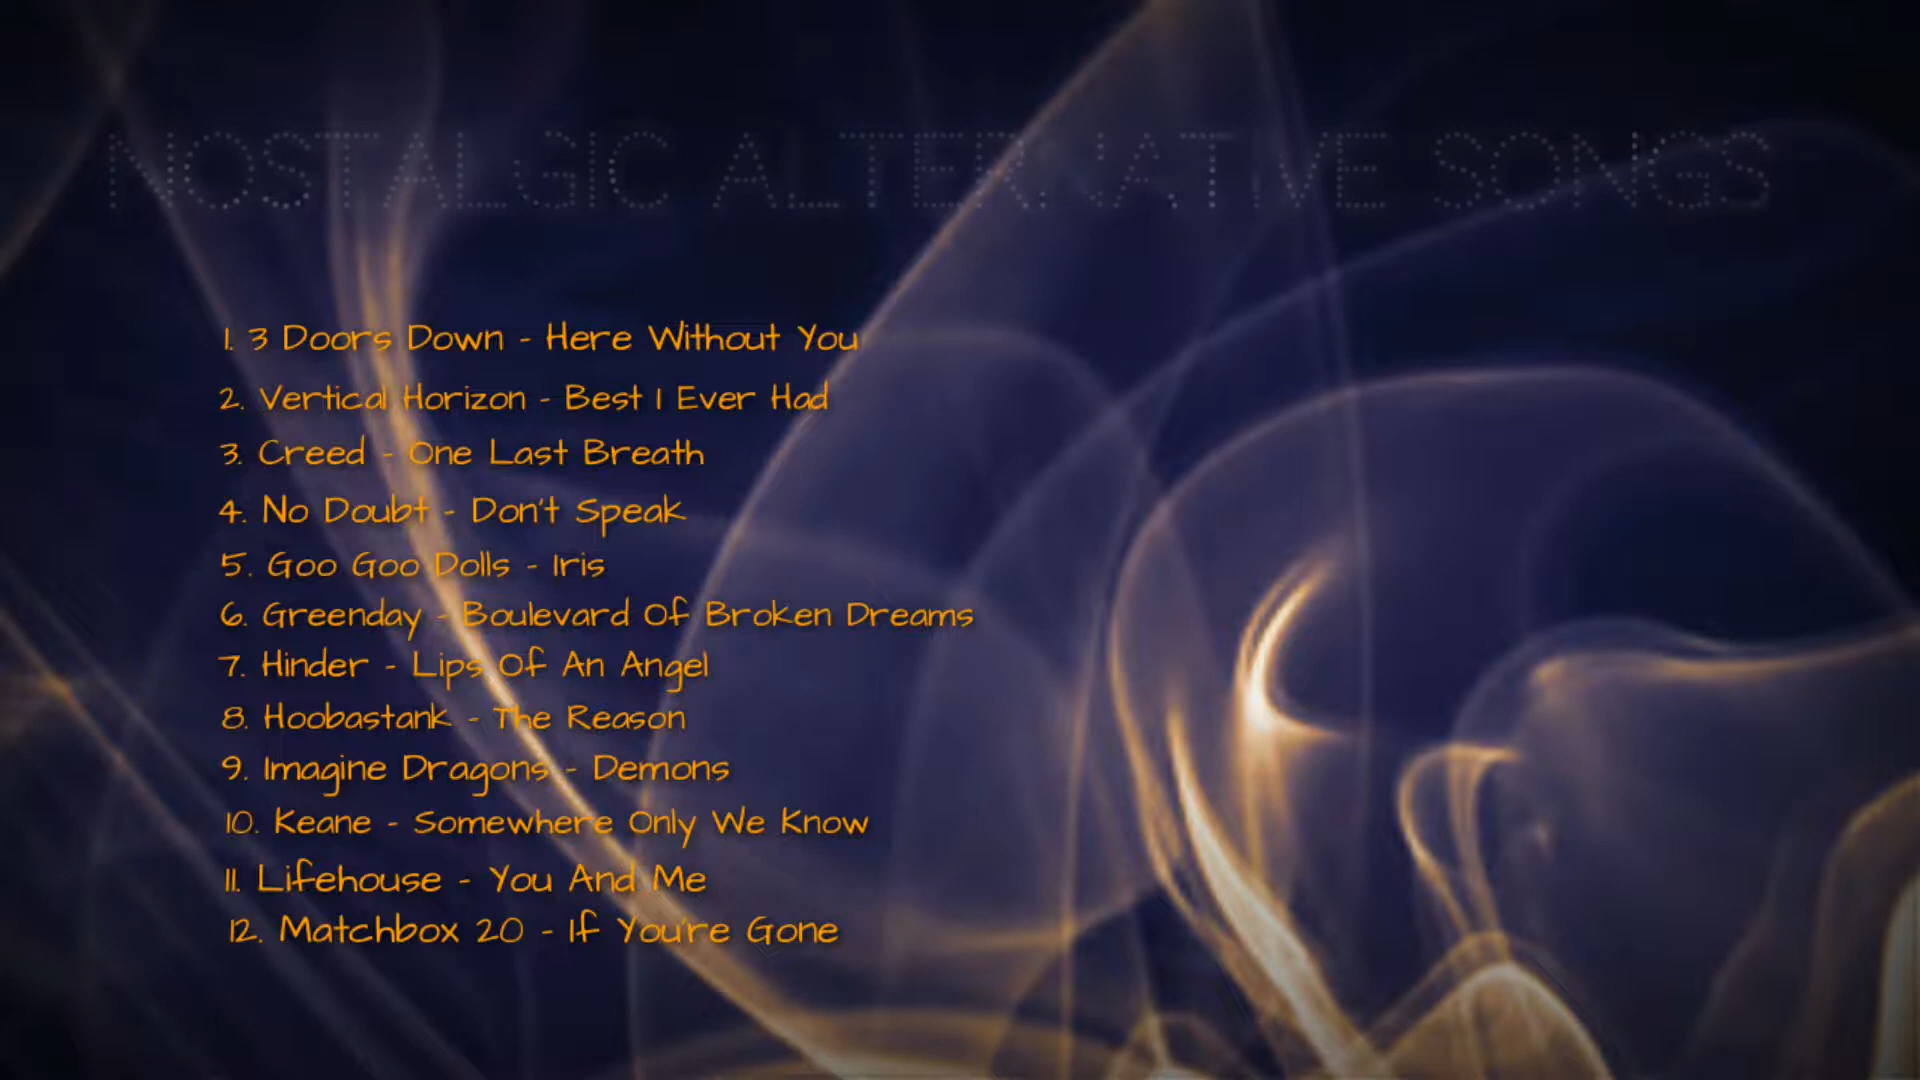 NOSTALGIC ALTERNATIVE SONGS
1. 3 Doors Down - Here Without You
2. Vertical Horizon - Best I Ever Had
3. Creed - One Last Breath
4. No Doubt - Don't Speak
5. Goo Goo Dolls - Iris
6. Greenday - Boulevard Of Broken Dreams
7. Hinder - Lips Of An Angel
8. Hoobastank - The Reason
9. Imagine Dragons - Demons
10. Keane - Somewhere Only We Know
11. Lifehouse - You And Me
12. Matchbox 20 - If You're Gone